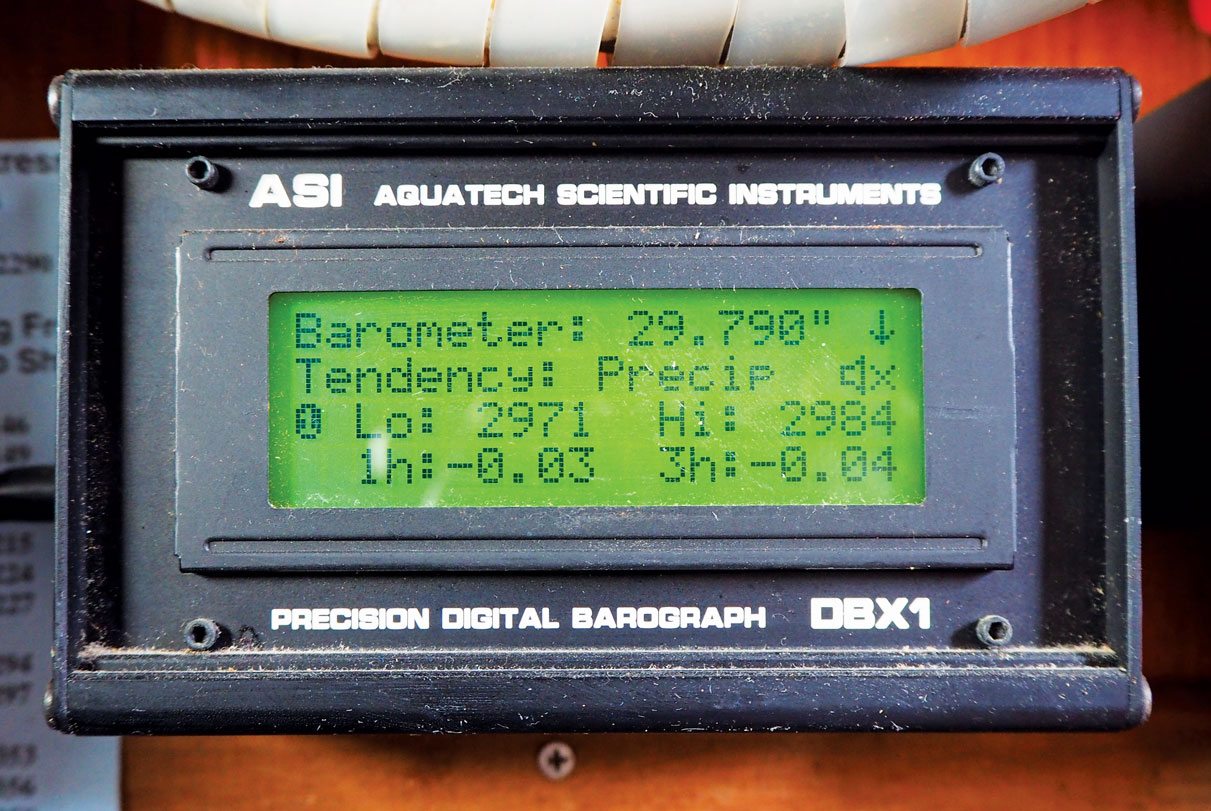 ASI AQUATECH SCIENTIFIC INSTRUMENTS
Barometer: 29.790" ↓
Tendency: Precip qx
0 Lo: 2971 Hi: 2984
1h:-0.03 3h:-0.04
PRECISION DIGITAL BAROGRAPH DBX1